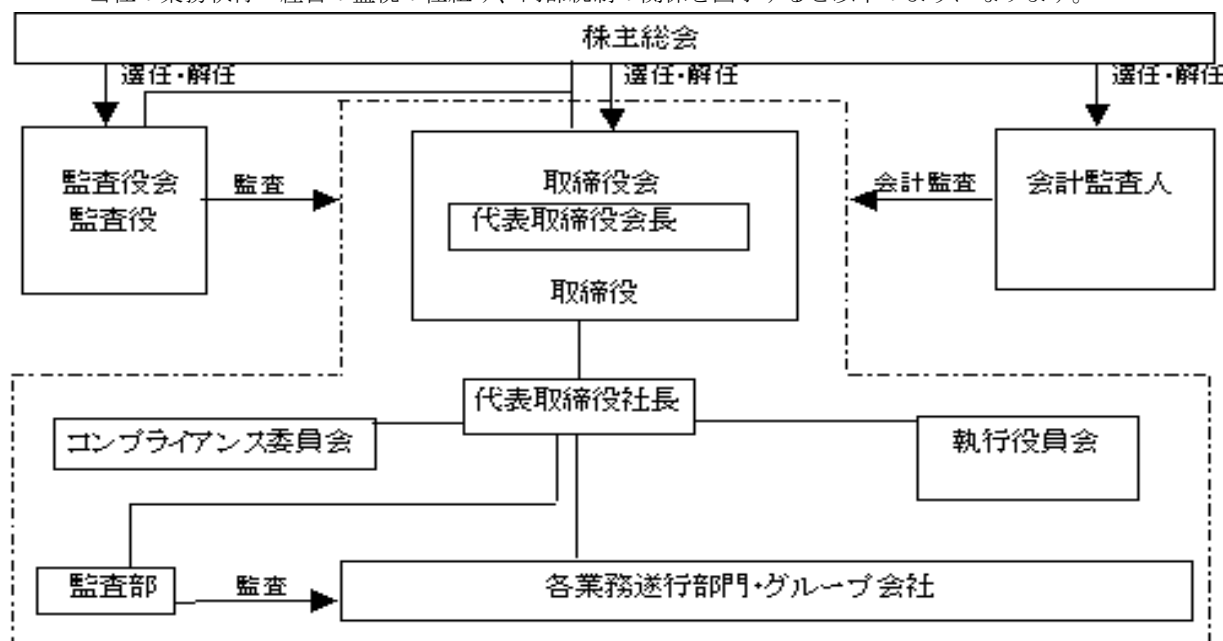 株主総会
選任・解任
選任・解任
選任・解任
監査役会
監査役
監査
取締役会
代表取締役会長
取締役
会計監査
会計監査人
代表取締役社長
コンプライアンス委員会
執行役員会
監査部
監査
各業務遂行部門・グループ会社